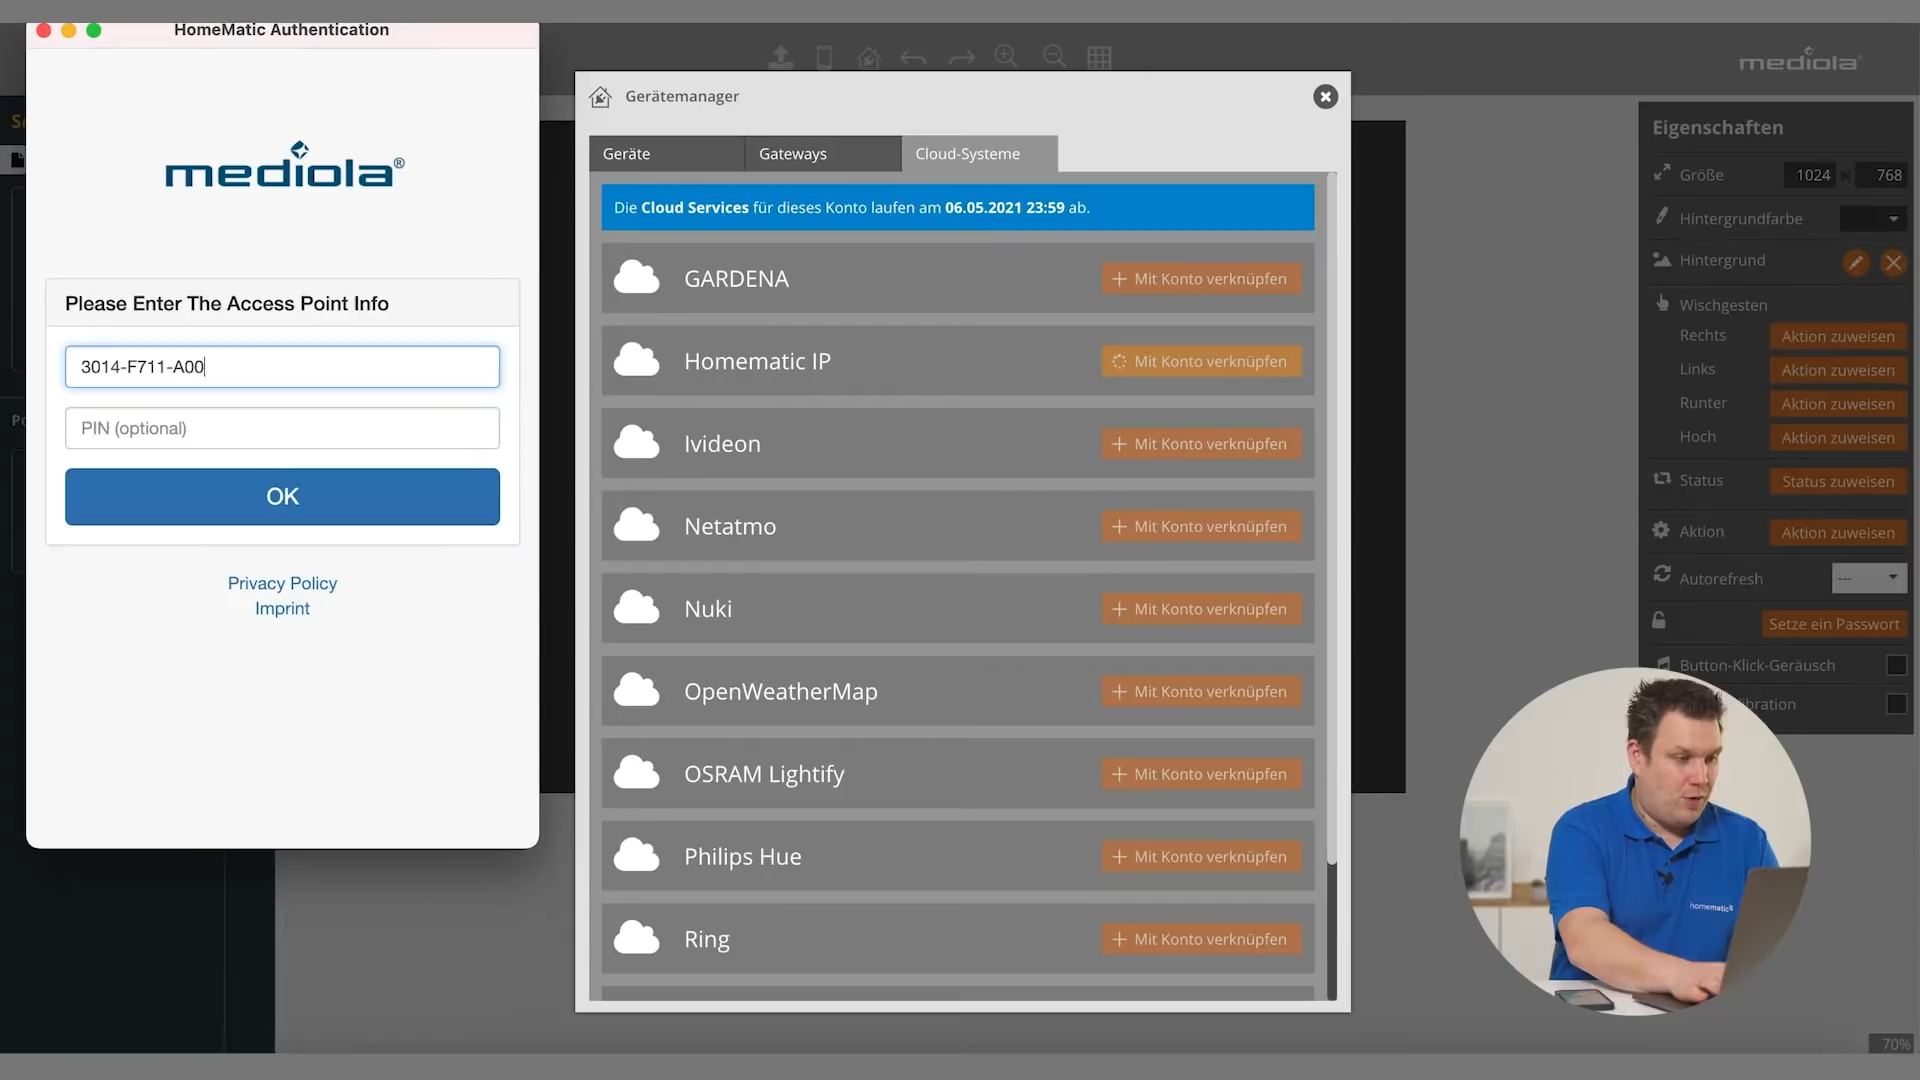 HomeMatic Authentication
mediola®
Please Enter The Access Point Info
3014-F711-A00
PIN (optional)
OK
Privacy Policy
Imprint
Gerätemanager
Geräte
Gateways
Cloud-Systeme
Die Cloud Services für dieses Konto laufen am 06.05.2021 23:59 ab.
GARDENA
Mit Konto verknüpfen
Homematic IP
Mit Konto verknüpfen
Ivideon
Mit Konto verknüpfen
Netatmo
Mit Konto verknüpfen
Nuki
Mit Konto verknüpfen
OpenWeatherMap
Mit Konto verknüpfen
OSRAM Lightify
Mit Konto verknüpfen
Philips Hue
Mit Konto verknüpfen
Ring
Mit Konto verknüpfen
mediola
Eigenschaften
Größe 1024 x 768
Hintergrundfarbe
Hintergrund
Wischgesten
Rechts Aktion zuweisen
Links Aktion zuweisen
Runter Aktion zuweisen
Hoch Aktion zuweisen
Status Status zuweisen
Aktion Aktion zuweisen
Autorefresh ---
Setze ein Passwort
Button-Klick-Geräusch
homematic
70%